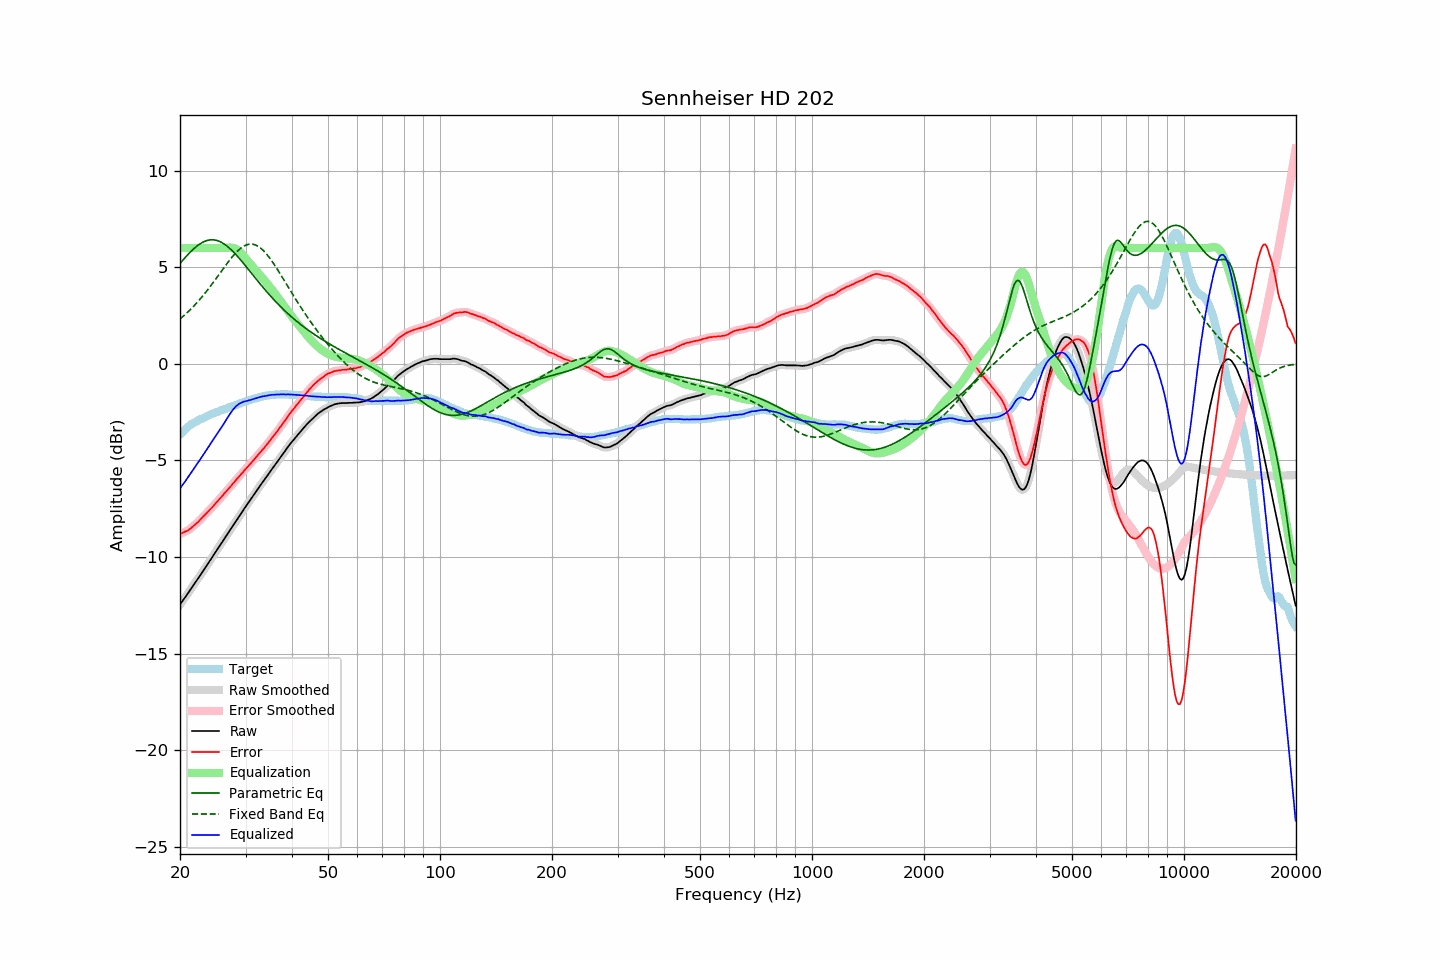 Sennheiser HD 202
Amplitude (dBr)
10
5
0
−5
−10
−15
−20
−25
Target
Raw Smoothed
Error Smoothed
Raw
Error
Equalization
Parametric Eq
Fixed Band Eq
Equalized
20 50 100 200 500 1000 2000 5000 10000 20000
Frequency (Hz)